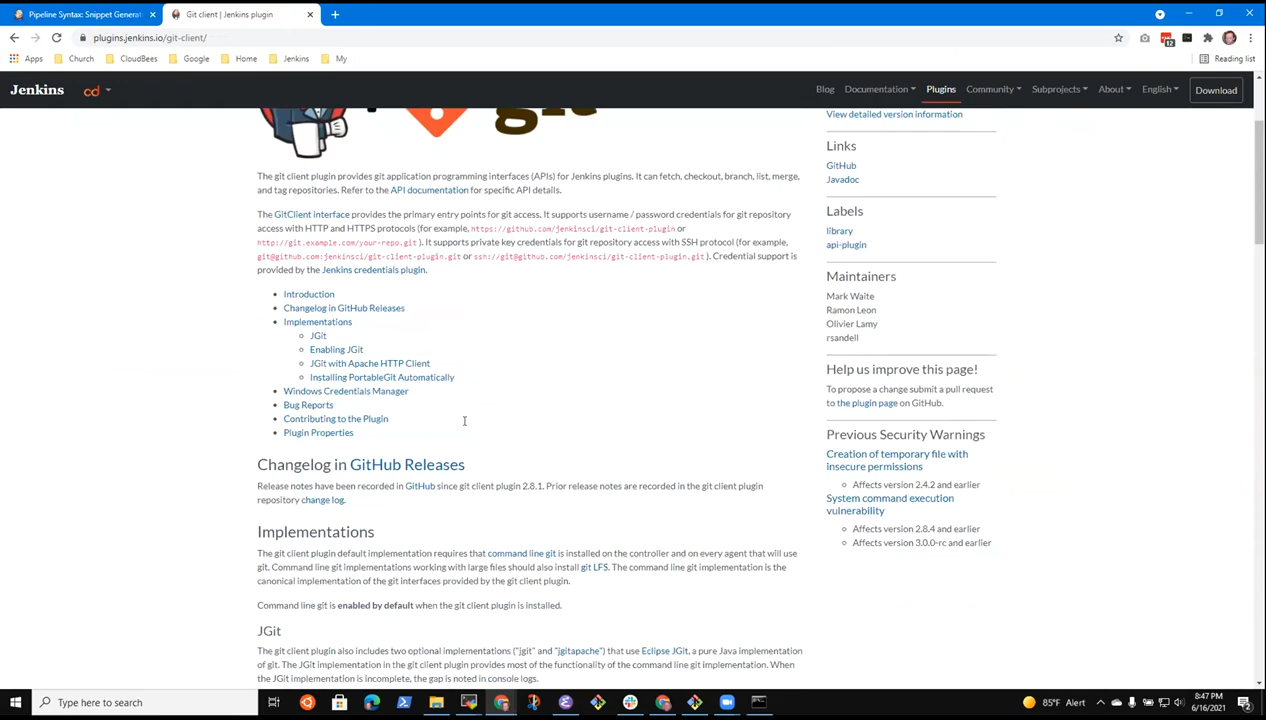 Pipeline Syntax: Snippet Generat
Git client | Jenkins plugin
plugins.jenkins.io/git-client/
12
Apps
Church
CloudBees
Google
Home
Jenkins
My
Reading list
Jenkins
cd
Blog
Documentation
Plugins
Community
Subprojects
About
English
Download
git
The git client plugin provides git application programming interfaces (APIs) for Jenkins plugins. It can fetch, checkout, branch, list, merge,
and tag repositories. Refer to the API documentation for specific API details.
The GitClient interface provides the primary entry points for git access. It supports username / password credentials for git repository
access with HTTP and HTTPS protocols (for example, https://github.com/jenkinsci/git-client-plugin or
http://git.example.com/your-repo.git ). It supports private key credentials for git repository access with SSH protocol (for example,
git@github.com:jenkinsci/git-client-plugin.git or ssh://git@github.com/jenkinsci/git-client-plugin.git ). Credential support is
provided by the Jenkins credentials plugin.
Introduction
Changelog in GitHub Releases
Implementations
JGit
Enabling JGit
JGit with Apache HTTP Client
Installing PortableGit Automatically
Windows Credentials Manager
Bug Reports
Contributing to the Plugin
Plugin Properties
Changelog in GitHub Releases
Release notes have been recorded in GitHub since git client plugin 2.8.1. Prior release notes are recorded in the git client plugin
repository change log.
Implementations
The git client plugin default implementation requires that command line git is installed on the controller and on every agent that will use
git. Command line git implementations working with large files should also install git LFS. The command line git implementation is the
canonical implementation of the git interfaces provided by the git client plugin.
Command line git is enabled by default when the git client plugin is installed.
JGit
The git client plugin also includes two optional implementations ("jgit" and "jgitapache") that use Eclipse JGit, a pure Java implementation
of git. The JGit implementation in the git client plugin provides most of the functionality of the command line git implementation. When
the JGit implementation is incomplete, the gap is noted in console logs.
View detailed version information
Links
GitHub
Javadoc
Labels
library
api-plugin
Maintainers
Mark Waite
Ramon Leon
Olivier Lamy
rsandell
Help us improve this page!
To propose a change submit a pull request
to the plugin page on GitHub.
Previous Security Warnings
Creation of temporary file with
insecure permissions
Affects version 2.4.2 and earlier
System command execution
vulnerability
Affects version 2.8.4 and earlier
Affects version 3.0.0-rc and earlier
Type here to search
85°F Alert
8:47 PM
6/16/2021
2